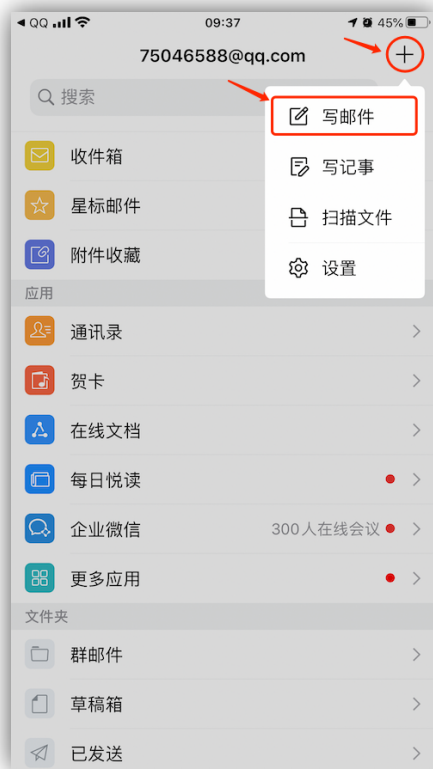 QQ 09:37 45%
75046588@qq.com
搜索
写邮件
写记事
扫描文件
设置
收件箱
星标邮件
附件收藏
应用
通讯录
贺卡
在线文档
每日悦读
企业微信 300人在线会议
更多应用
文件夹
群邮件
草稿箱
已发送